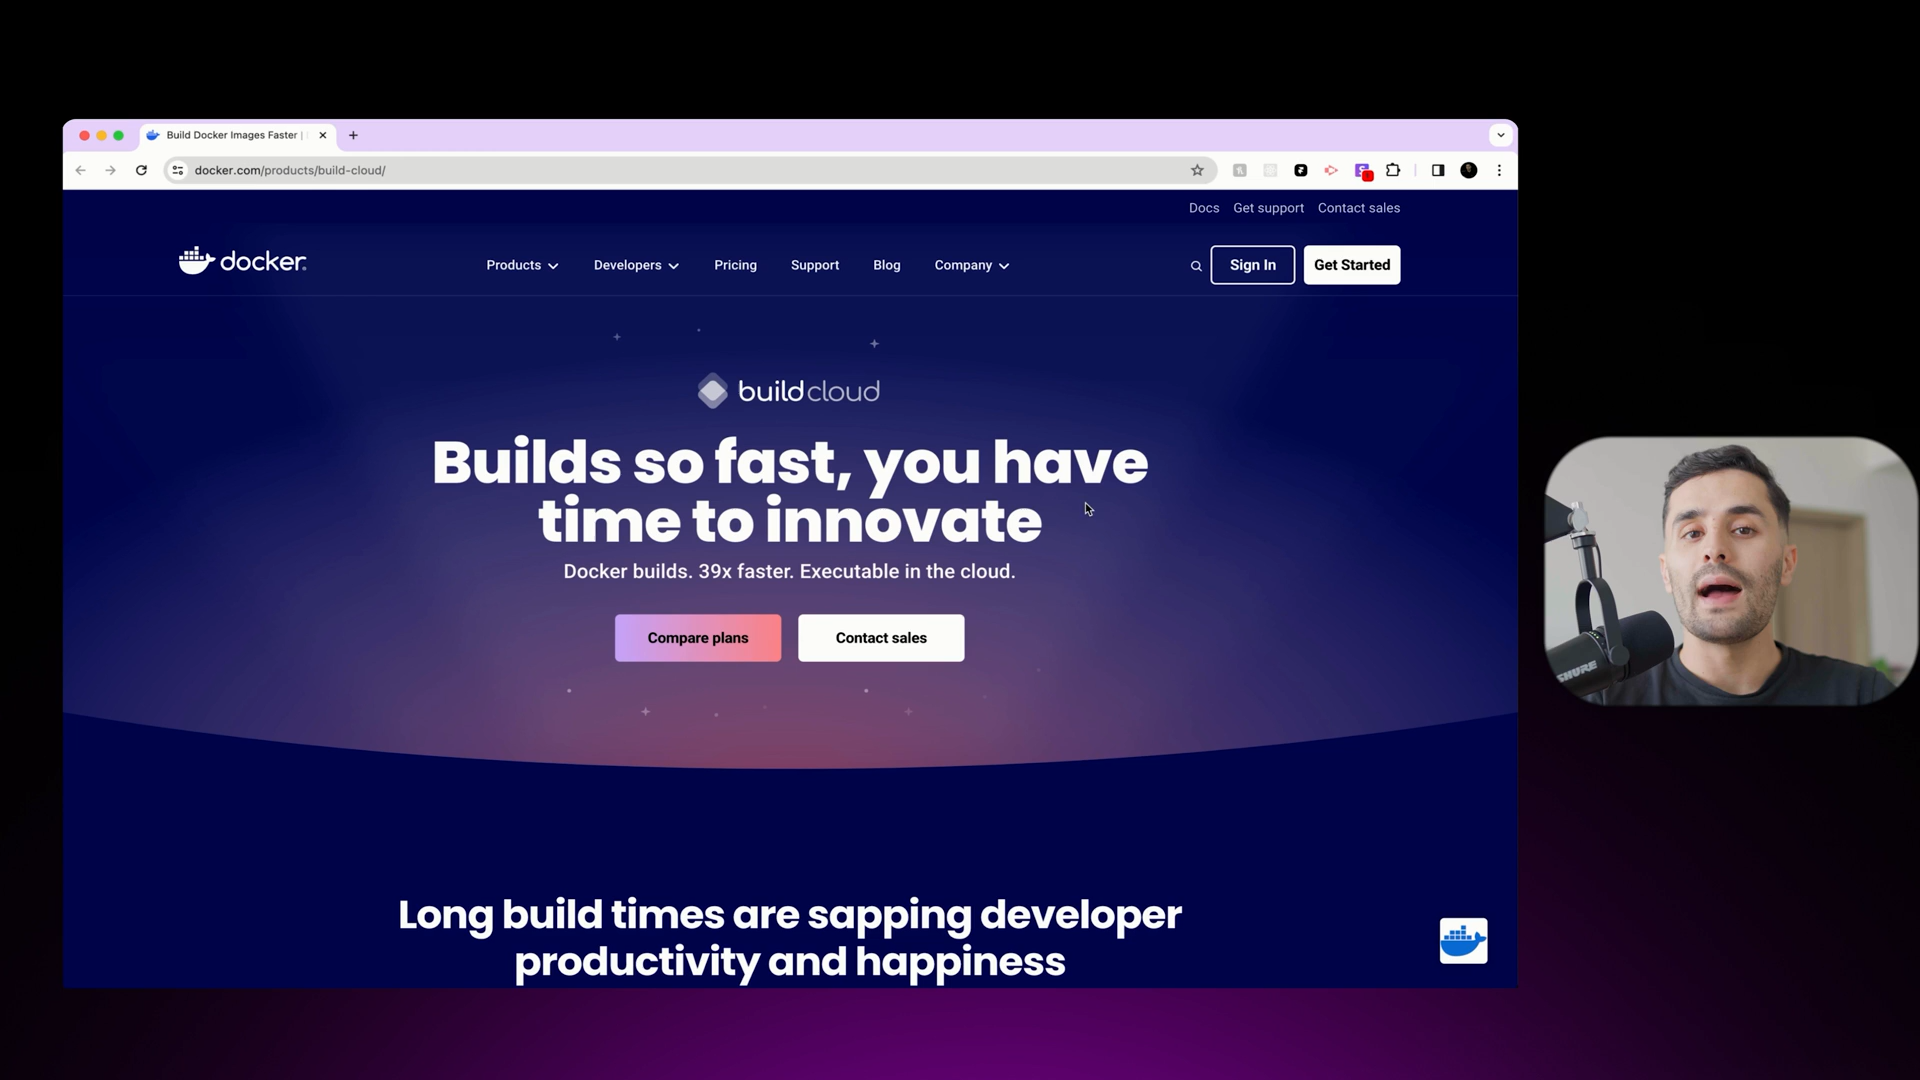 Build Docker Images Faster |
docker.com/products/build-cloud/
Docs Get support Contact sales
docker
Products Developers Pricing Support Blog Company Sign In Get Started
buildcloud
Builds so fast, you have
time to innovate
Docker builds. 39x faster. Executable in the cloud.
Compare plans Contact sales
Long build times are sapping developer
productivity and happiness
SHURE